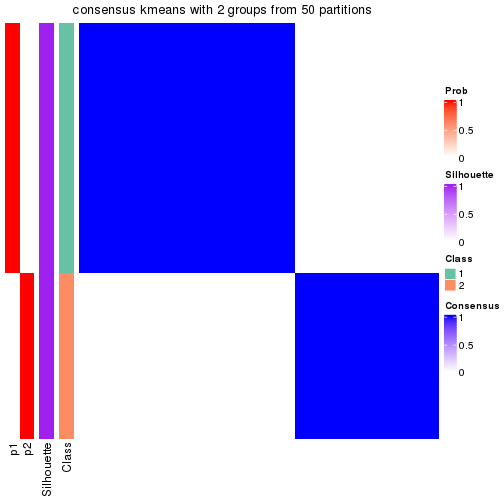 consensus kmeans with 2 groups from 50 partitions
Prob
1
0.5
0
Silhouette
1
0.5
0
Class
1
2
Consensus
1
0.5
0
p1
p2
Silhouette
Class